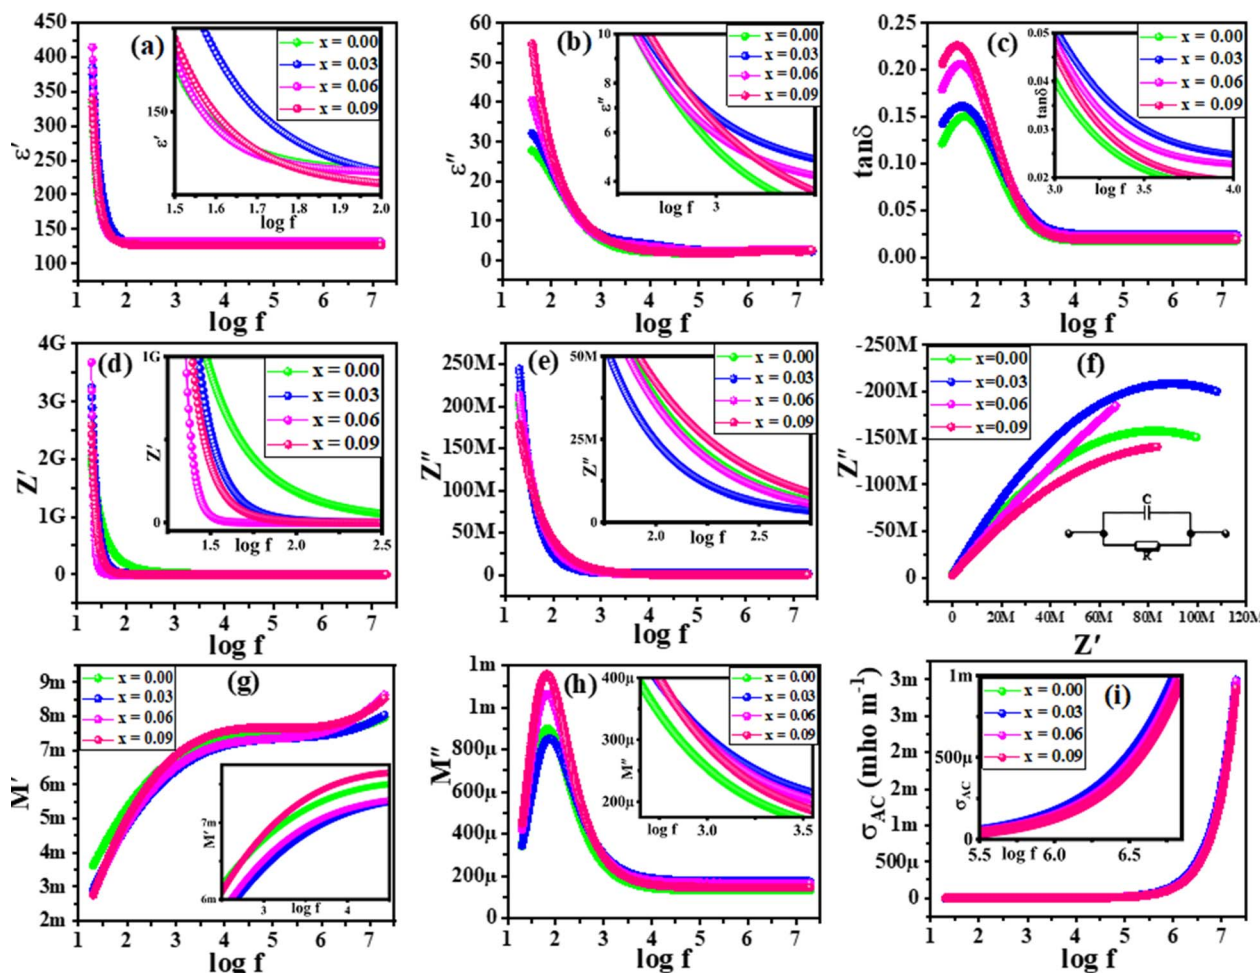 (a)
ε′
450
425
400
375
350
325
300
275
250
225
200
175
150
125
100
1 2 3 4 5 6 7
log f
x = 0.00
x = 0.03
x = 0.06
x = 0.09
150
ε′
1.5 1.6 1.7 1.8 1.9 2.0
log f
(b)
ε″
60
50
40
30
20
10
0
1 2 3 4 5 6 7
log f
x = 0.00
x = 0.03
x = 0.06
x = 0.09
10
8
6
4
ε″
3
log f
(c)
tanδ
0.25
0.20
0.15
0.10
0.05
0.00
1 2 3 4 5 6 7
log f
x = 0.00
x = 0.03
x = 0.06
x = 0.09
0.05
0.04
0.03
0.02
tanδ
3.0 3.5 4.0
log f
(d)
Z′
4G
3G
2G
1G
0
1 2 3 4 5 6 7
log f
x = 0.00
x = 0.03
x = 0.06
x = 0.09
1G
0
Z′
1.5 2.0 2.5
log f
(e)
Z″
250M
200M
150M
100M
50M
0
1 2 3 4 5 6 7
log f
x = 0.00
x = 0.03
x = 0.06
x = 0.09
50M
25M
0
Z″
2.0 2.5
log f
(f)
Z″
-250M
-200M
-150M
-100M
-50M
0
0 20M 40M 60M 80M 100M 120M
Z′
x=0.00
x=0.03
x=0.06
x=0.09
C
R
(g)
M′
9m
8m
7m
6m
5m
4m
3m
2m
1 2 3 4 5 6 7
log f
x = 0.00
x = 0.03
x = 0.06
x = 0.09
7m
6m
M′
3 4
log f
(h)
M″
1m
1m
800µ
600µ
400µ
200µ
0
1 2 3 4 5 6 7
log f
x = 0.00
x = 0.03
x = 0.06
x = 0.09
400µ
300µ
200µ
M″
3.0 3.5
log f
(i)
σAC (mho m-1)
3m
3m
2m
2m
1m
500µ
0
1 2 3 4 5 6 7
log f
x = 0.00
x = 0.03
x = 0.06
x = 0.09
1m
500µ
0
σAC
5.5 6.0 6.5
log f